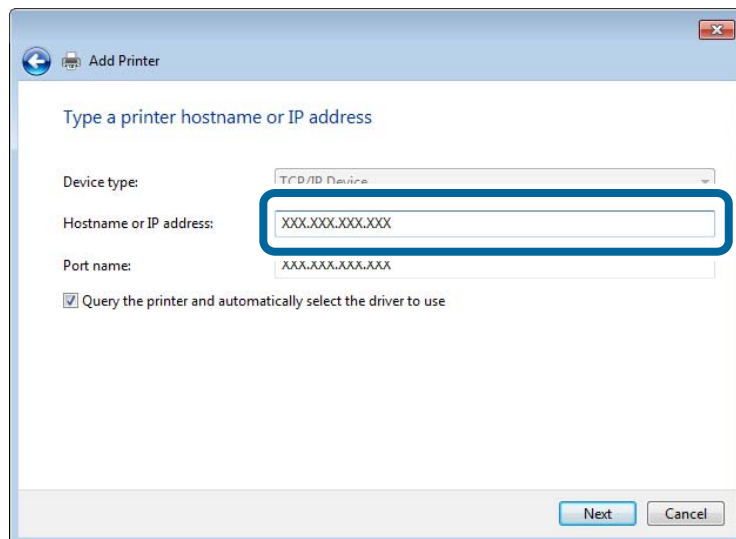 Add Printer
Type a printer hostname or IP address
Device type: TCP/IP Device
Hostname or IP address: XXX.XXX.XXX.XXX
Port name: XXX.XXX.XXX.XXX
Query the printer and automatically select the driver to use
Next Cancel